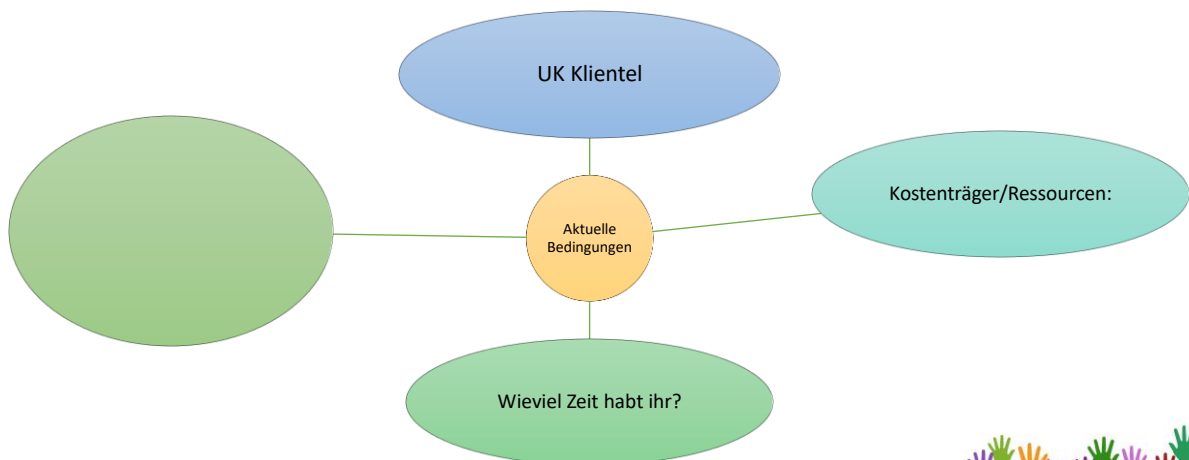 UK Klientel
Kostenträger/Ressourcen:
Aktuelle
Bedingungen
Wieviel Zeit habt ihr?